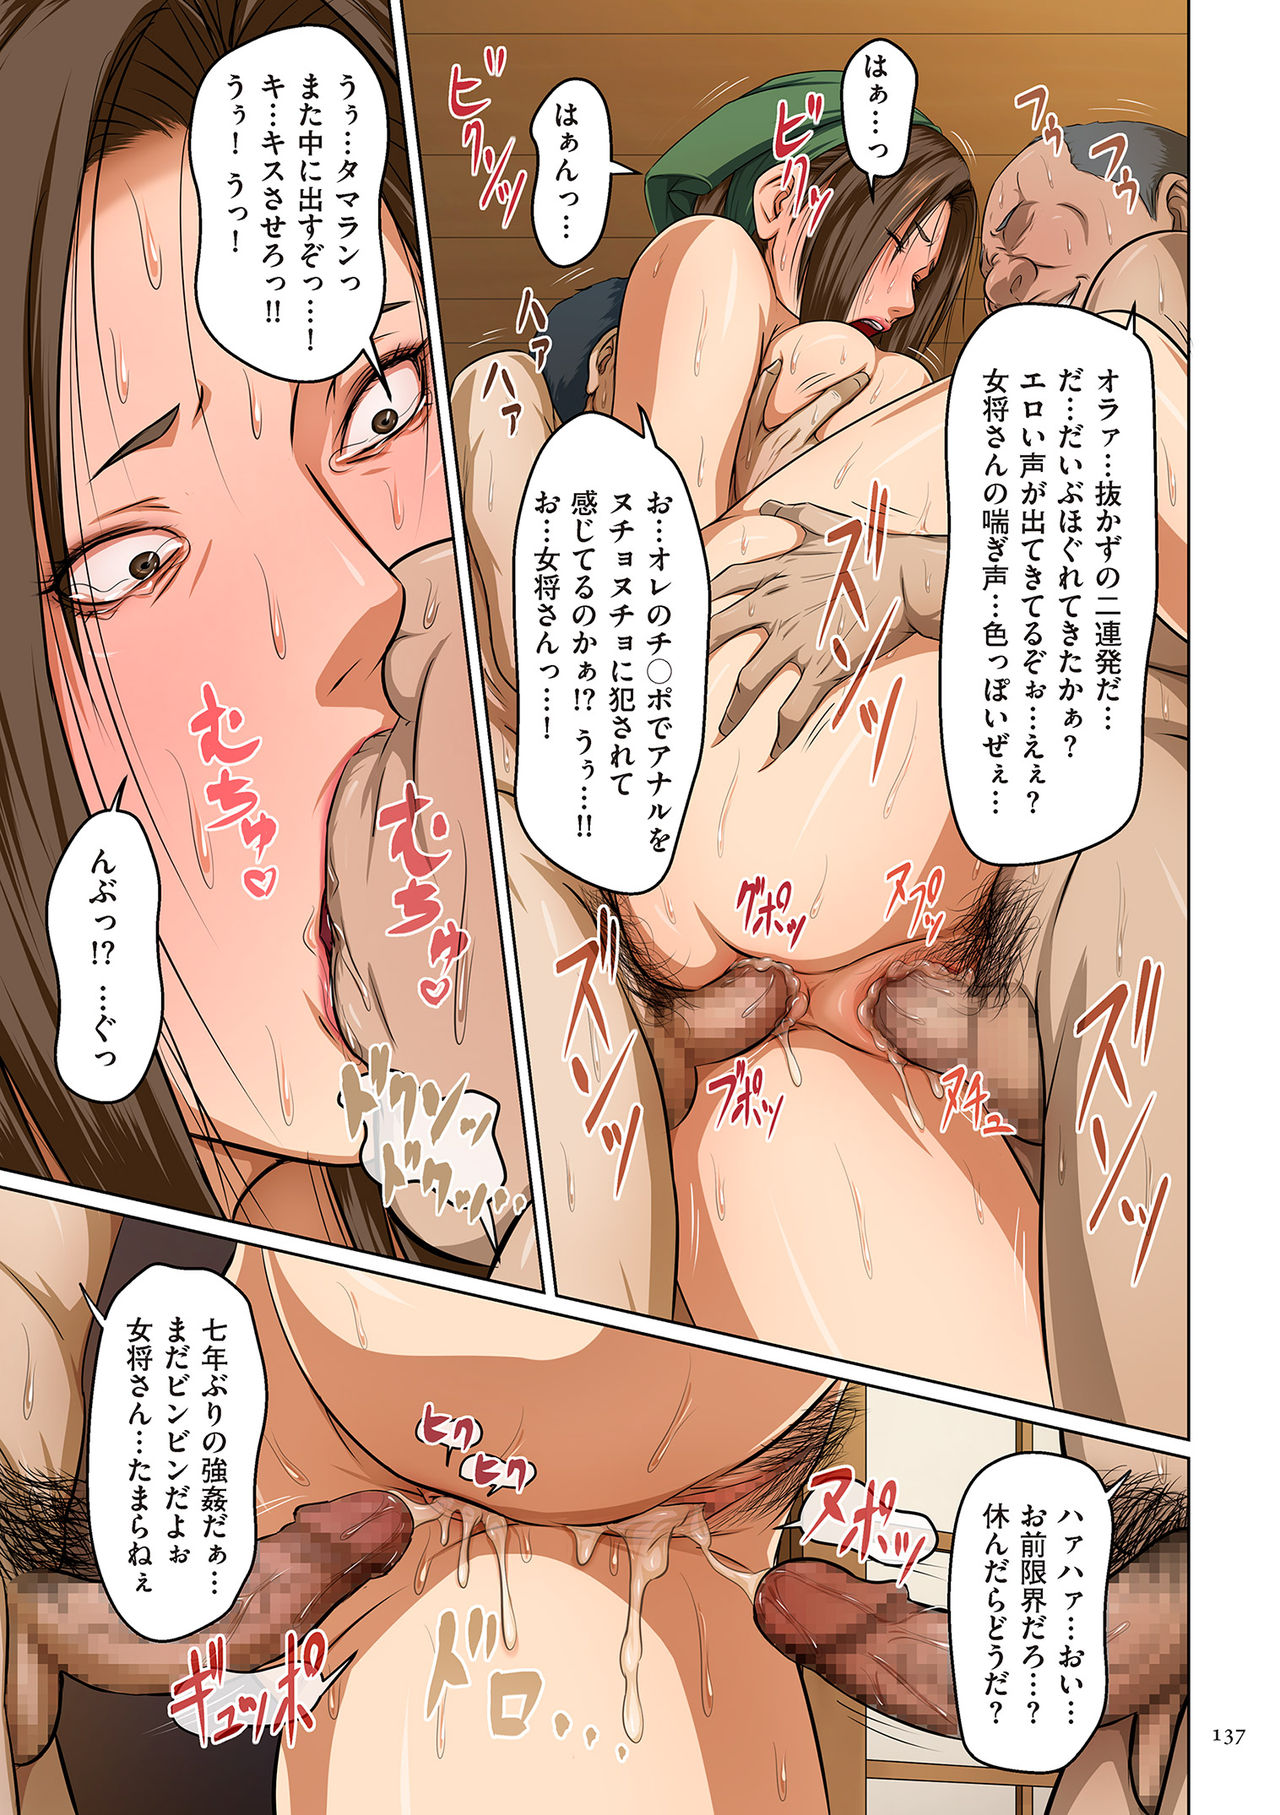 はぁ…っ
はぁんっ…
オラァ…抜かずの二連発だ…
だ…だいぶほぐれてきたかぁ?
エロい声が出てきてるぞぉ…えぇ?
女将さんの喘ぎ声…色っぽいぜぇ…
お…オレのチ〇ポでアナルを
ヌチョヌチョに犯されて
感じてるのかぁ!?うぅ…!!
お…女将さんっ…!
ビクンッ
ビクッ
フゥ
フゥ
ハァ
ハァ
ズンッ
ズンッ
ズンッ
ズンッ
グポッ
ヌプッ
ブポッ
ヌチュ
うぅ…タマランっ
また中に出すぞっ…!
キ…キスさせろっ!!
うぅ!うっ!
むちゅ♡
むちゅ♡
んぶっ!?…ぐっ
ドクンッ
ドクッ…
ハァハァ…おい…
お前限界だろ…?
休んだらどうだ?
ヌポッ
ヒク
ヒク
ドロ…
ギュッポ
七年ぶりの強姦だぁ…
まだビンビンだよぉ
女将さん…たまらねぇ
137